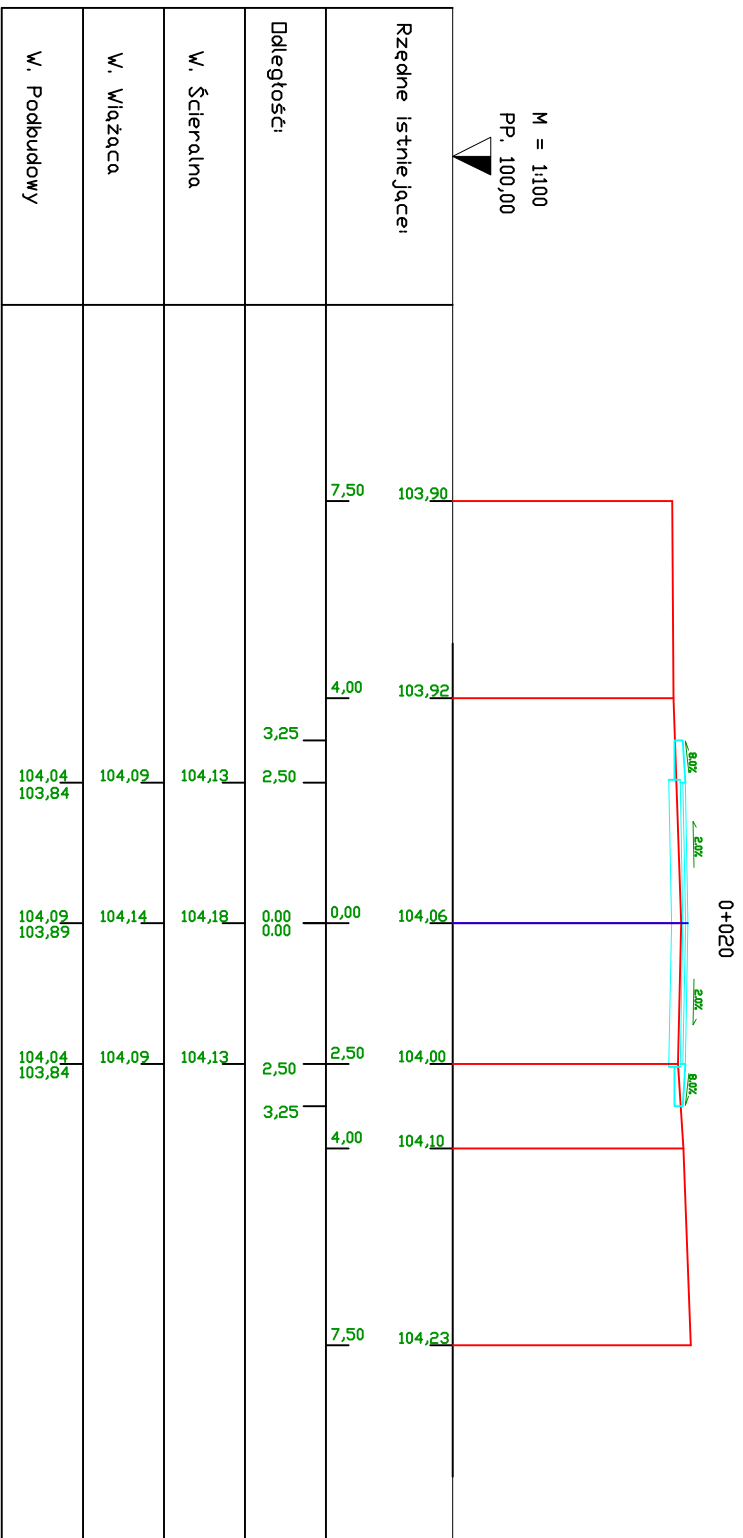 0+020
8.0% 2.0% 2.0% 8.0%
M = 1:100
PP. 100,00
Rzędne istniejące: 103,90 103,92 104,06 104,00 104,10 104,23
7,50 4,00 0,00 2,50 4,00 7,50
Odległość: 3,25 2,50 0.00 2,50 3,25
0.00
W. Ścieralna 104,13 104,18 104,13
W. Wiążąca 104,09 104,14 104,09
W. Podbudowy 104,04 104,09 104,04
103,84 103,89 103,84